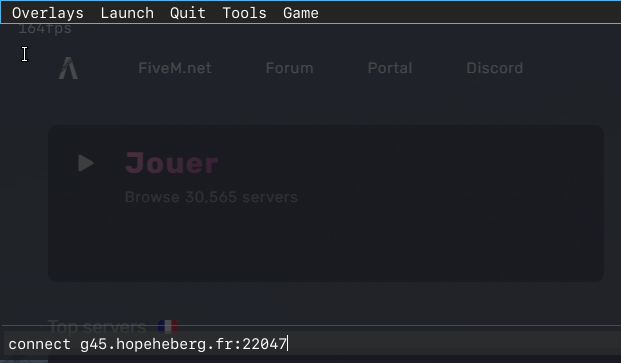 Overlays Launch Quit Tools Game
164fps
FiveM.net Forum Portal Discord
Jouer
Browse 30,565 servers
Top servers
connect g45.hopeheberg.fr:22047